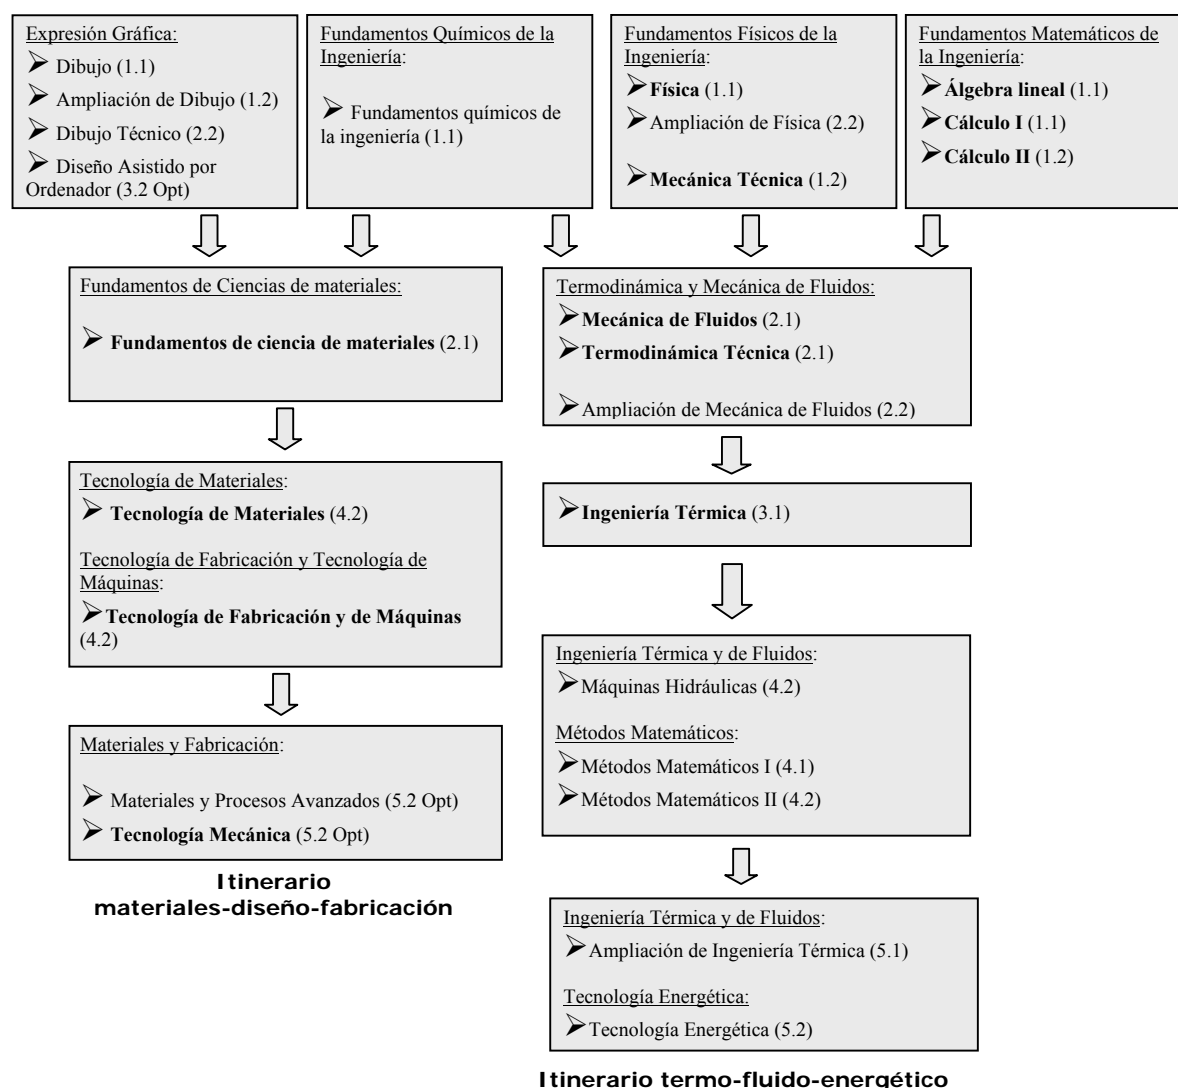 Expresión Gráfica:
➢ Dibujo (1.1)
➢ Ampliación de Dibujo (1.2)
➢ Dibujo Técnico (2.2)
➢ Diseño Asistido por
Ordenador (3.2 Opt)
Fundamentos Químicos de la
Ingeniería:
➢ Fundamentos químicos de
la ingeniería (1.1)
Fundamentos Físicos de la
Ingeniería:
➢ Física (1.1)
➢ Ampliación de Física (2.2)
➢ Mecánica Técnica (1.2)
Fundamentos Matemáticos de
la Ingeniería:
➢ Álgebra lineal (1.1)
➢ Cálculo I (1.1)
➢ Cálculo II (1.2)
Fundamentos de Ciencias de materiales:
➢ Fundamentos de ciencia de materiales (2.1)
Termodinámica y Mecánica de Fluidos:
➢ Mecánica de Fluidos (2.1)
➢ Termodinámica Técnica (2.1)
➢ Ampliación de Mecánica de Fluidos (2.2)
Tecnología de Materiales:
➢ Tecnología de Materiales (4.2)
Tecnología de Fabricación y Tecnología de
Máquinas:
➢ Tecnología de Fabricación y de Máquinas
(4.2)
➢ Ingeniería Térmica (3.1)
Ingeniería Térmica y de Fluidos:
➢ Máquinas Hidráulicas (4.2)
Métodos Matemáticos:
➢ Métodos Matemáticos I (4.1)
➢ Métodos Matemáticos II (4.2)
Materiales y Fabricación:
➢ Materiales y Procesos Avanzados (5.2 Opt)
➢ Tecnología Mecánica (5.2 Opt)
Itinerario
materiales-diseño-fabricación
Ingeniería Térmica y de Fluidos:
➢ Ampliación de Ingeniería Térmica (5.1)
Tecnología Energética:
➢ Tecnología Energética (5.2)
Itinerario termo-fluido-energético